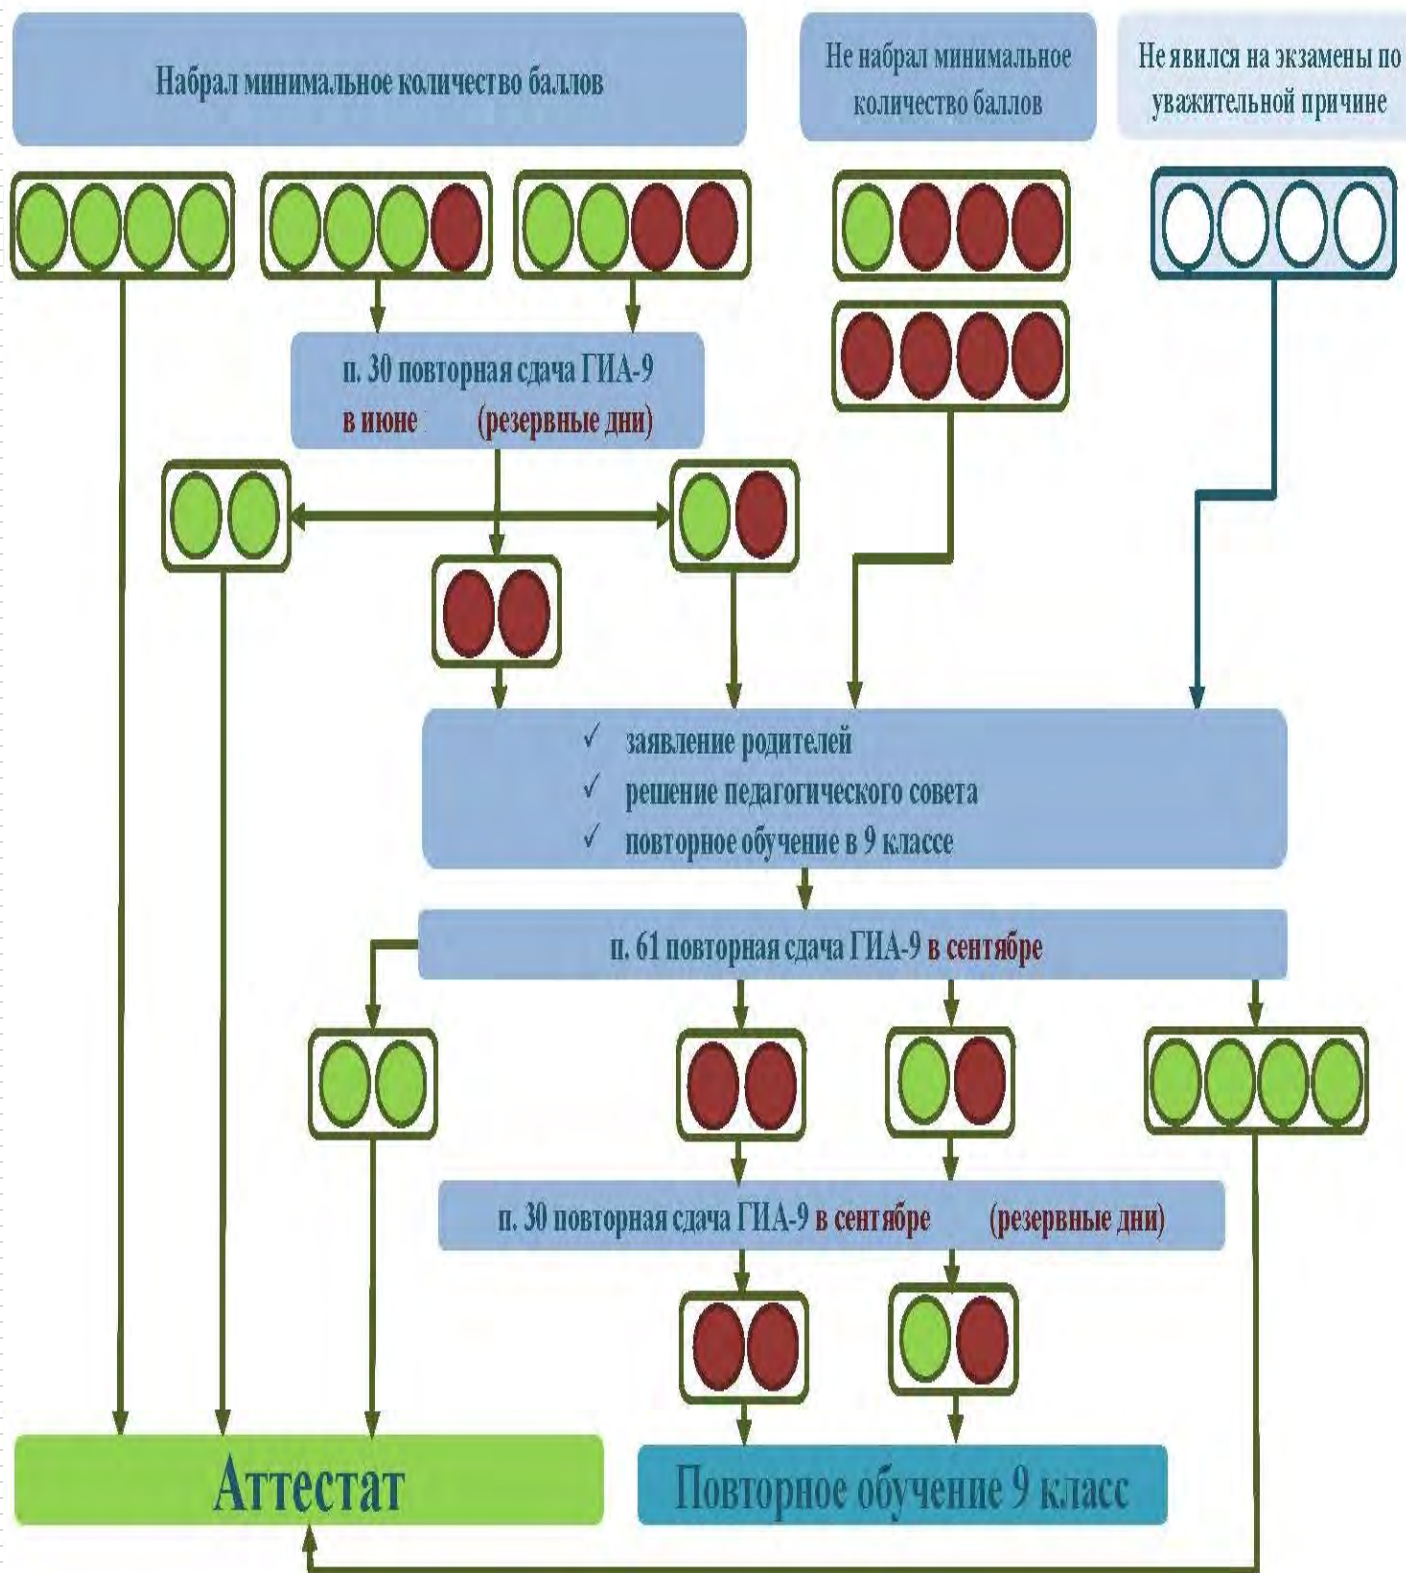 Набрал минимальное количество баллов
Не набрал минимальное
количество баллов
Не явился на экзамены по
уважительной причине
п. 30 повторная сдача ГИА-9
в июне (резервные дни)
✓ заявление родителей
✓ решение педагогического совета
✓ повторное обучение в 9 классе
п. 61 повторная сдача ГИА-9 в сентябре
п. 30 повторная сдача ГИА-9 в сентябре (резервные дни)
Аттестат
Повторное обучение 9 класс